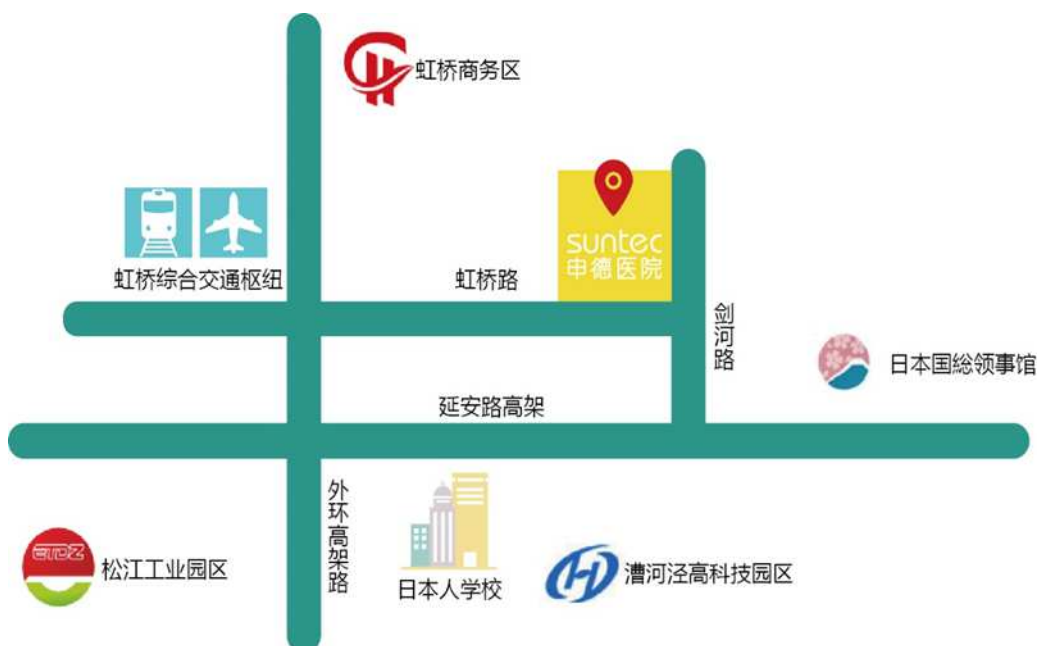 虹桥商务区
suntec
申德医院
虹桥综合交通枢纽
虹桥路
剑河路
日本国総领事馆
延安路高架
外环高架路
ETDZ
松江工业园区
日本人学校
漕河泾高科技园区